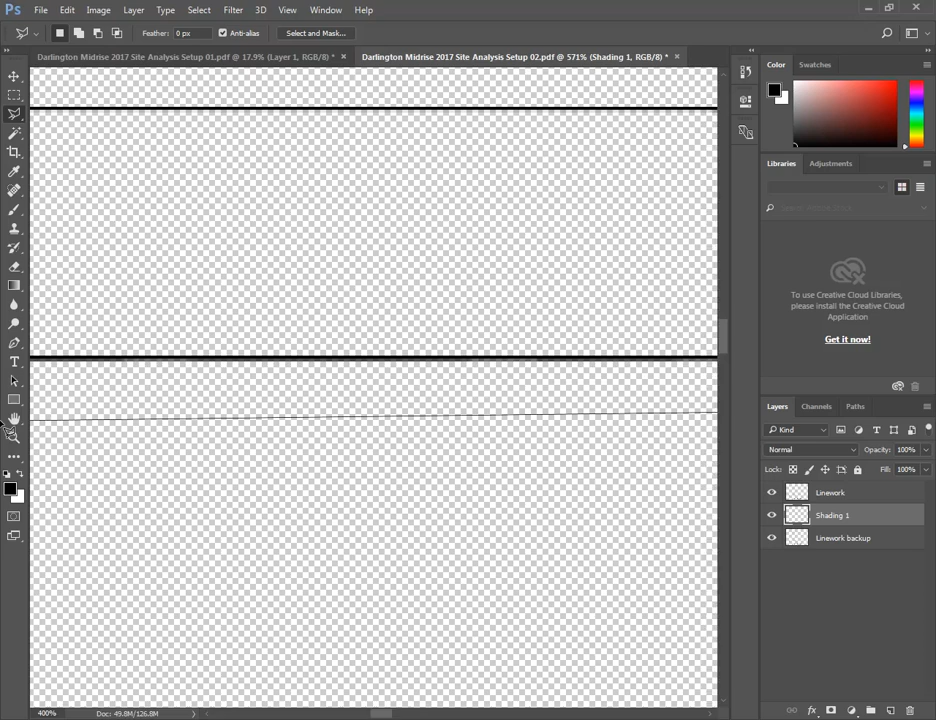 Ps File Edit Image Layer Type Select Filter 3D View Window Help
Feather: 0 px Anti-alias Select and Mask...
Darlington Midrise 2017 Site Analysis Setup 01.pdf @ 17.9% (Layer 1, RGB/8) * × Darlington Midrise 2017 Site Analysis Setup 02.pdf @ 571% (Shading 1, RGB/8) * ×
Color Swatches
Libraries Adjustments
To use Creative Cloud Libraries,
please install the Creative Cloud
Application
Get it now!
Layers Channels Paths
Kind
Normal Opacity: 100%
Lock: Fill: 100%
Linework
Shading 1
Linework backup
400% Doc: 49.8M/126.8M